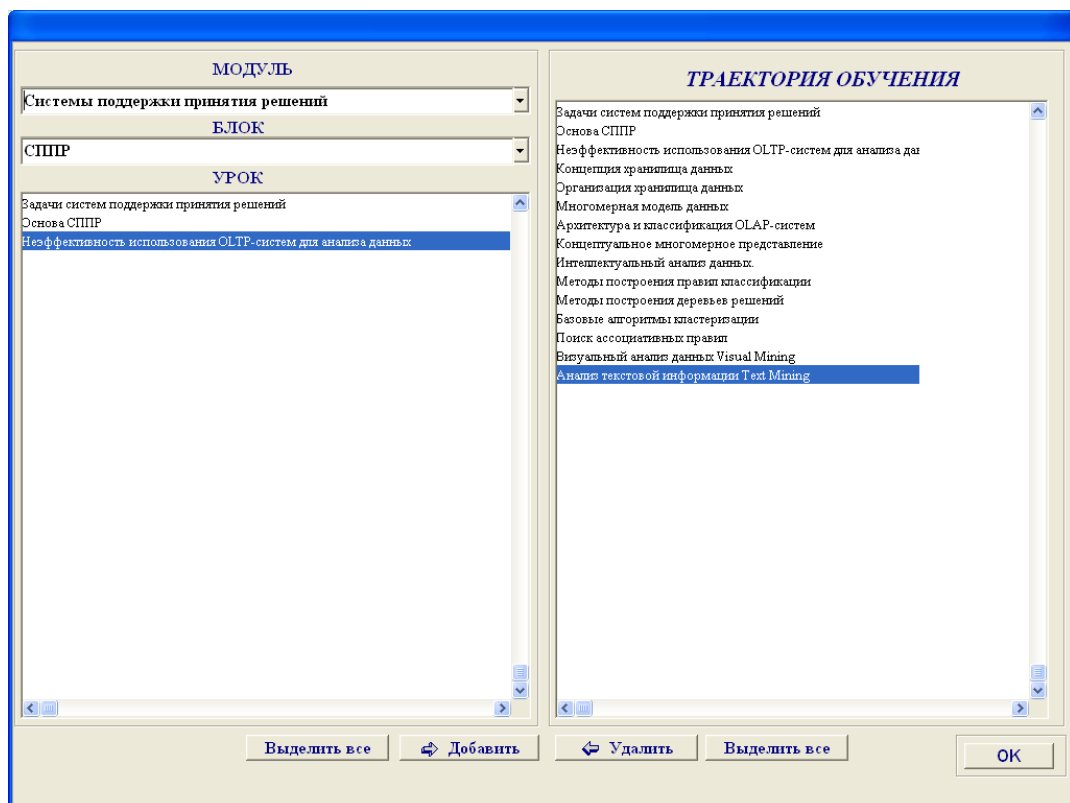 МОДУЛЬ
Системы поддержки принятия решений
БЛОК
СППР
УРОК
Задачи систем поддержки принятия решений
Основа СППР
Неэффективность использования OLTP-систем для анализа данных
ТРАЕКТОРИЯ ОБУЧЕНИЯ
Задачи систем поддержки принятия решений
Основа СППР
Неэффективность использования OLTP-систем для анализа дан
Концепция хранилища данных
Организация хранилища данных
Многомерная модель данных
Архитектура и классификация OLAP-систем
Концептуальное многомерное представление
Интеллектуальный анализ данных.
Методы построения правил классификации
Методы построения деревьев решений
Базовые алгоритмы кластеризации
Поиск ассоциативных правил
Визуальный анализ данных Visual Mining
Анализ текстовой информации Text Mining
Выделить все
Добавить
Удалить
Выделить все
OK